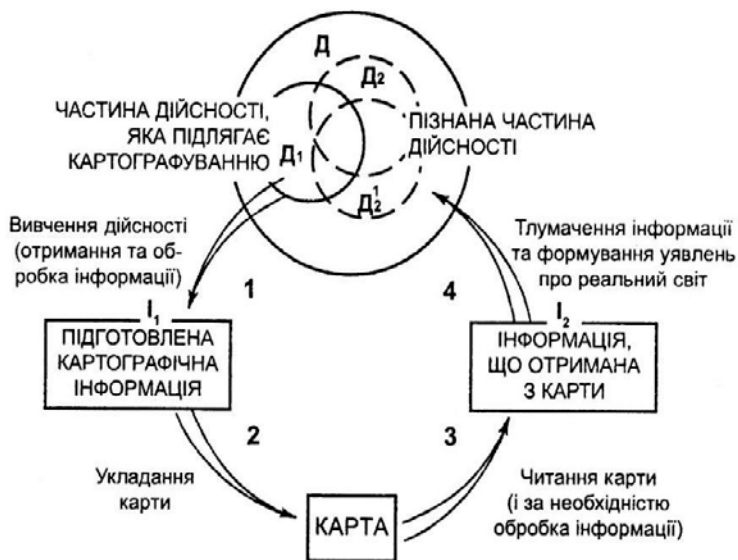 Д
Д2
ЧАСТИНА ДІЙСНОСТІ,
ЯКА ПІДЛЯГАЄ
КАРТОГРАФУВАННЮ
Д1
ПІЗНАНА ЧАСТИНА
ДІЙСНОСТІ
Д2¹
Вивчення дійсності
(отримання та об-
робка інформації)
1
4
Тлумачення інформації
та формування уявлень
про реальний світ
I1
ПІДГОТОВЛЕНА
КАРТОГРАФІЧНА
ІНФОРМАЦІЯ
I2
ІНФОРМАЦІЯ,
ЩО ОТРИМАНА
З КАРТИ
2
3
Укладання
карти
КАРТА
Читання карти
(і за необхідністю
обробка інформації)